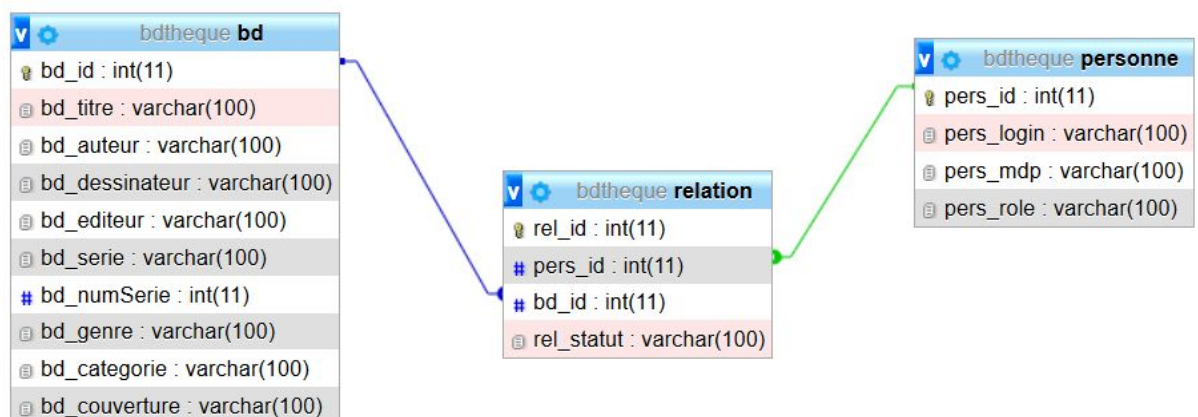 bdtheque bd
bd_id : int(11)
bd_titre : varchar(100)
bd_auteur : varchar(100)
bd_dessinateur : varchar(100)
bd_editeur : varchar(100)
bd_serie : varchar(100)
bd_numSerie : int(11)
bd_genre : varchar(100)
bd_categorie : varchar(100)
bd_couverture : varchar(100)
bdtheque relation
rel_id : int(11)
pers_id : int(11)
bd_id : int(11)
rel_statut : varchar(100)
bdtheque personne
pers_id : int(11)
pers_login : varchar(100)
pers_mdp : varchar(100)
pers_role : varchar(100)